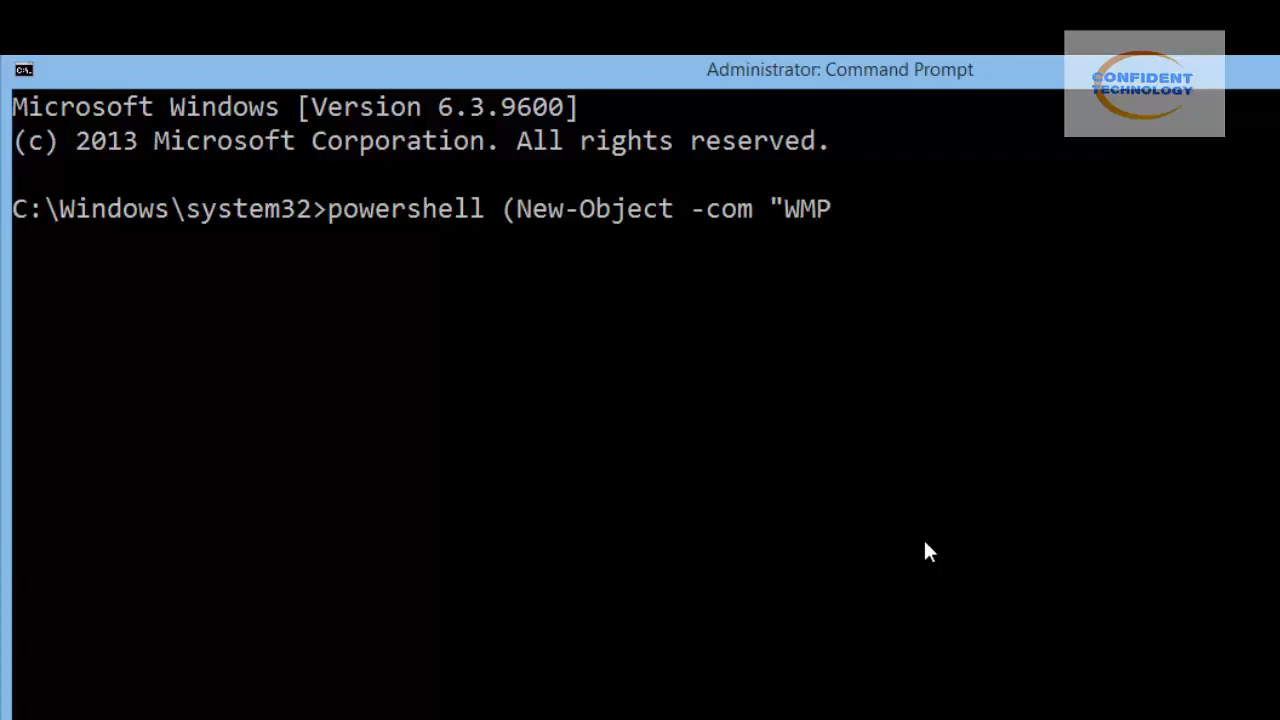 Administrator: Command Prompt
CONFIDENT
TECHNOLOGY
Microsoft Windows [Version 6.3.9600]
(c) 2013 Microsoft Corporation. All rights reserved.
C:\Windows\system32>powershell (New-Object -com "WMP